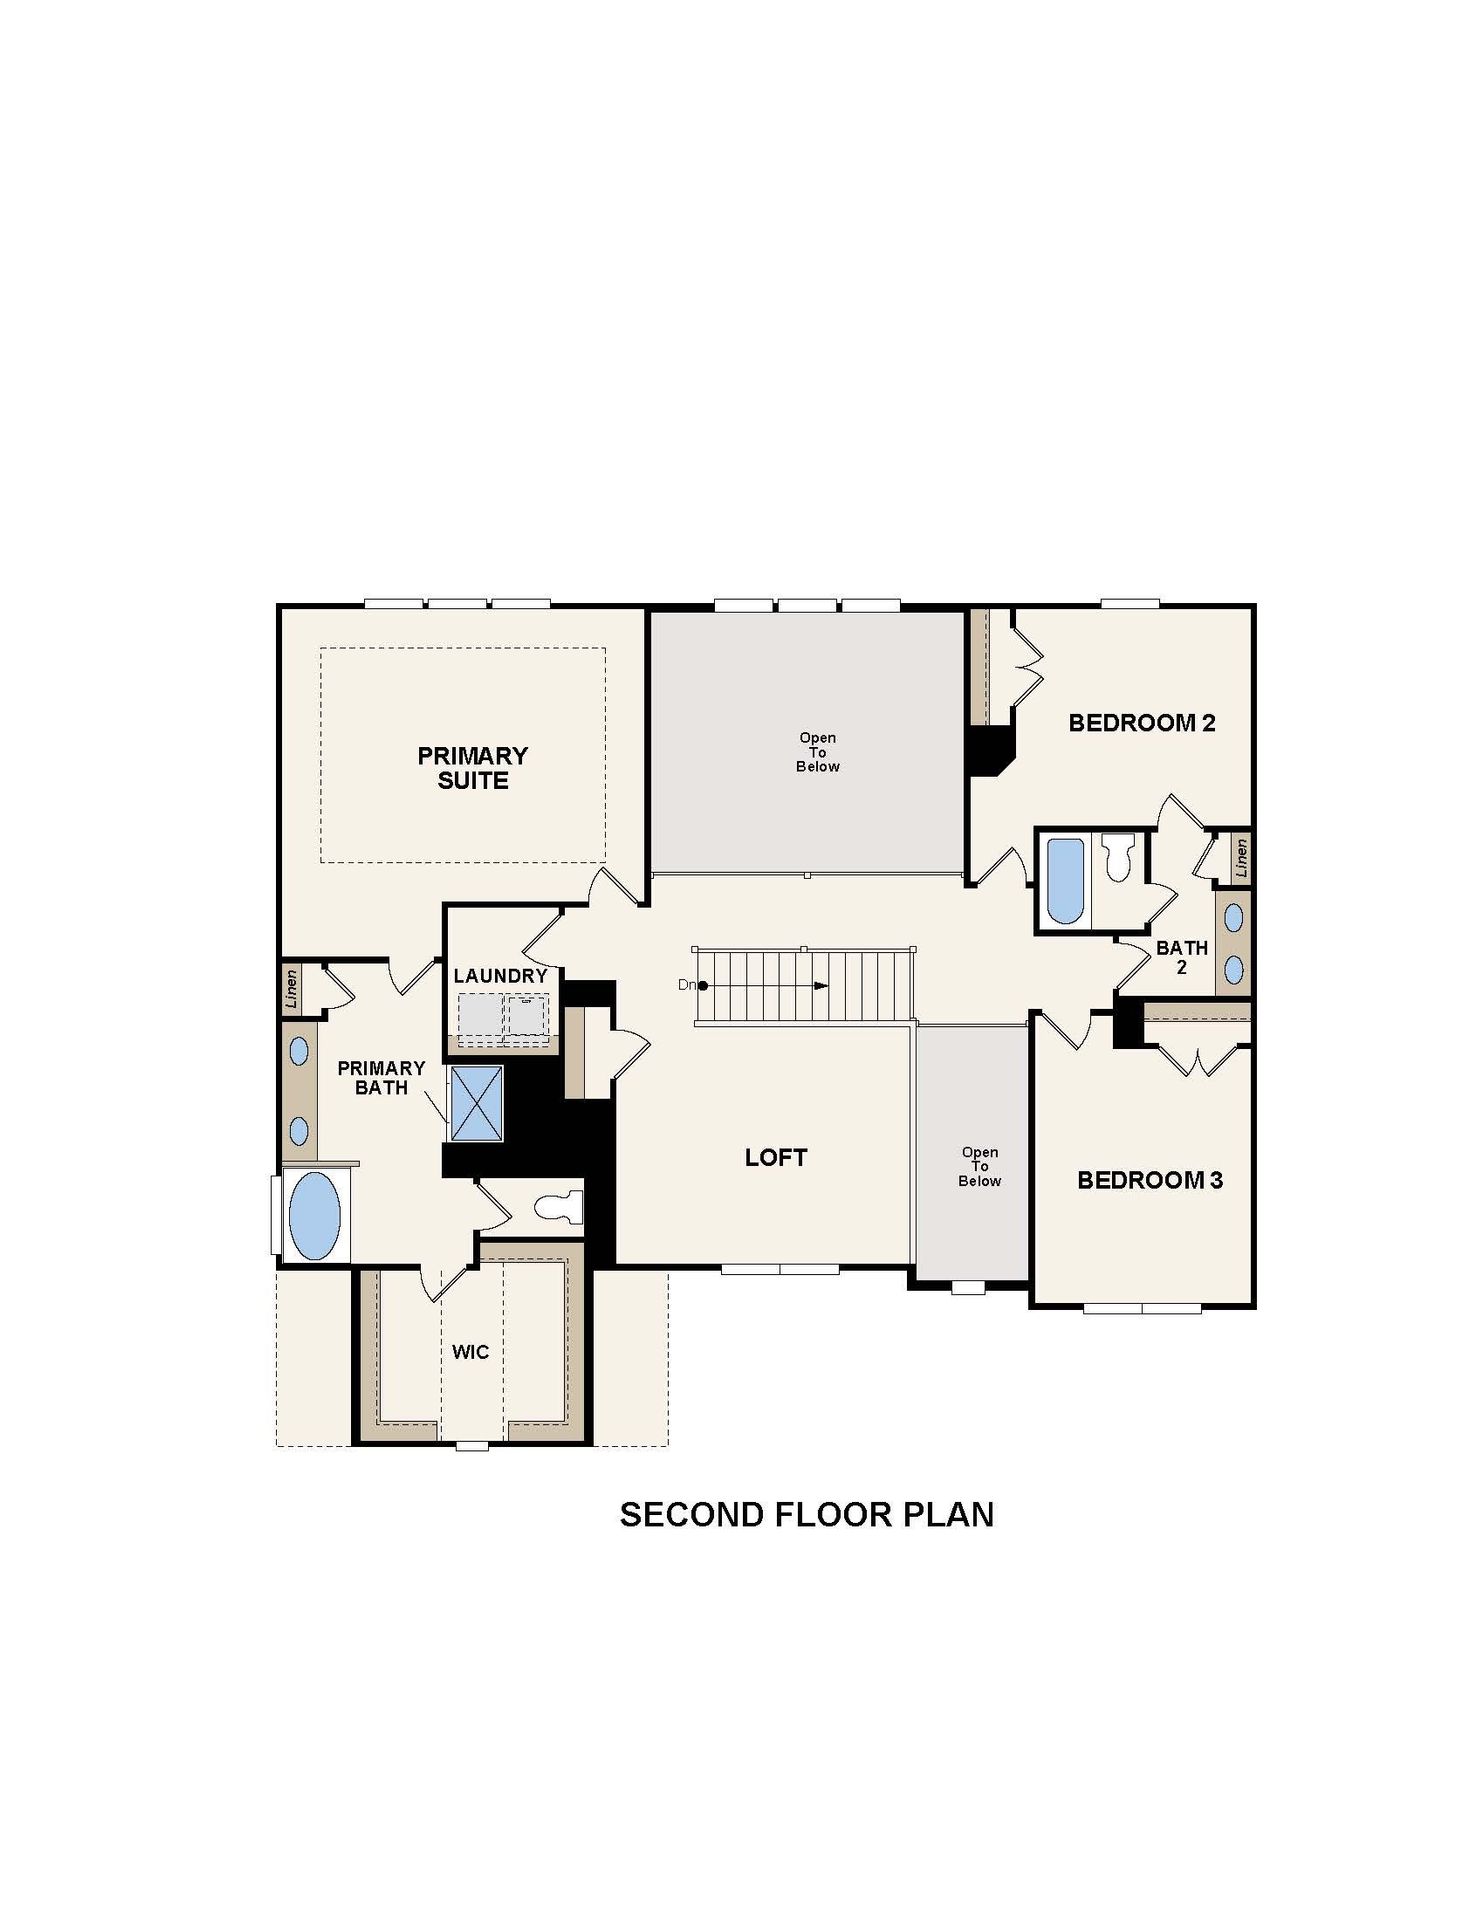 PRIMARY
SUITE
Open
To
Below
BEDROOM 2
Linen
BATH
2
LAUNDRY
Dn
Linen
PRIMARY
BATH
LOFT
Open
To
Below
BEDROOM 3
WIC
SECOND FLOOR PLAN